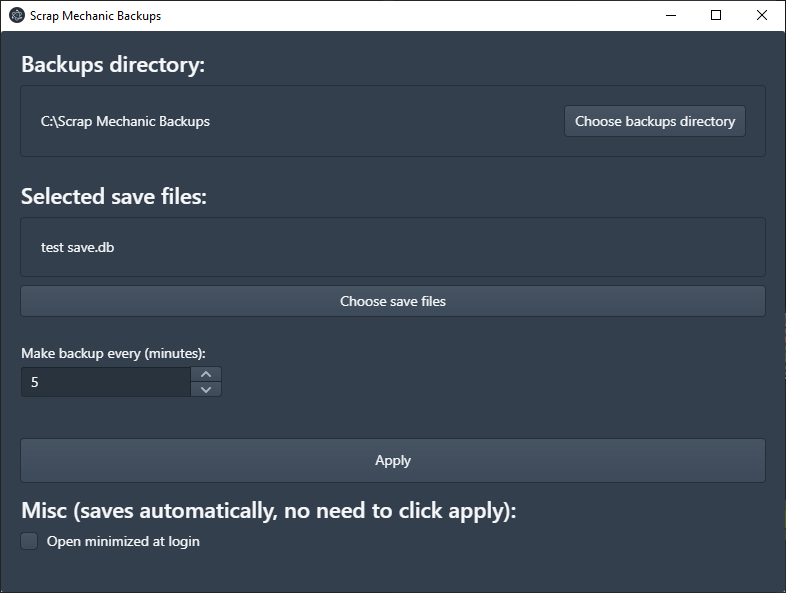 Scrap Mechanic Backups
Backups directory:
C:\Scrap Mechanic Backups
Choose backups directory
Selected save files:
test save.db
Choose save files
Make backup every (minutes):
5
Apply
Misc (saves automatically, no need to click apply):
Open minimized at login